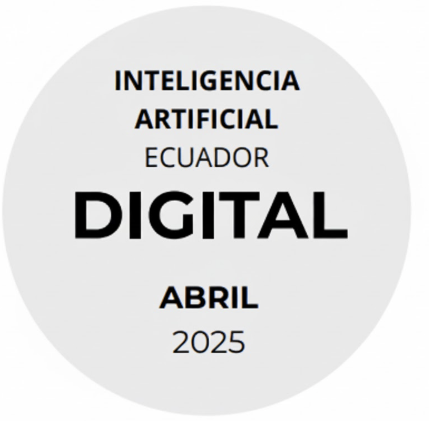 INTELIGENCIA
ARTIFICIAL
ECUADOR
DIGITAL
ABRIL
2025